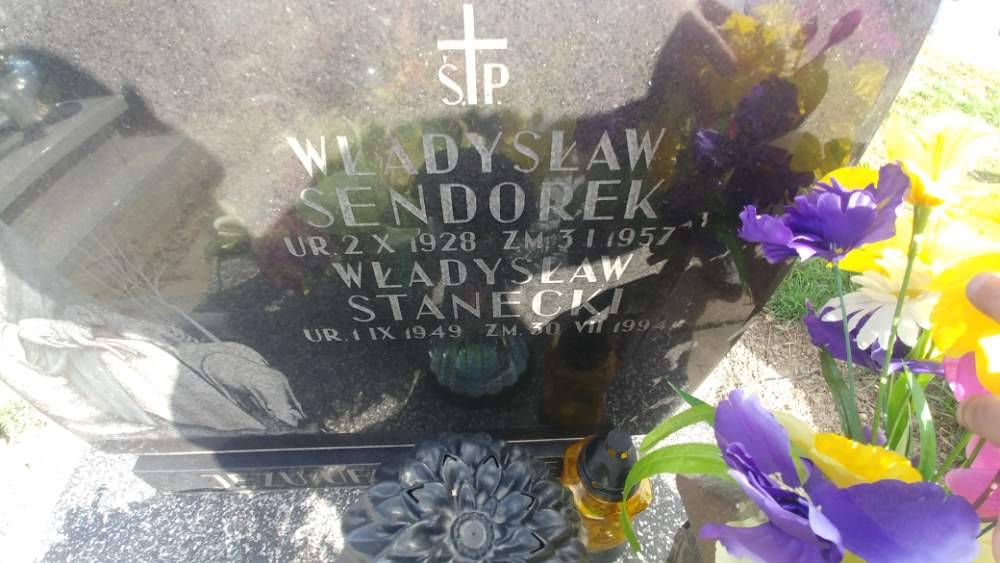 Ś.P.
WŁADYSŁAW
SENDOREK
UR. 2 X 1928 ZM. 3 I 1957
WŁADYSŁAW
STANECKI
UR. 1 IX 1949 ZM. 30 VII 1994